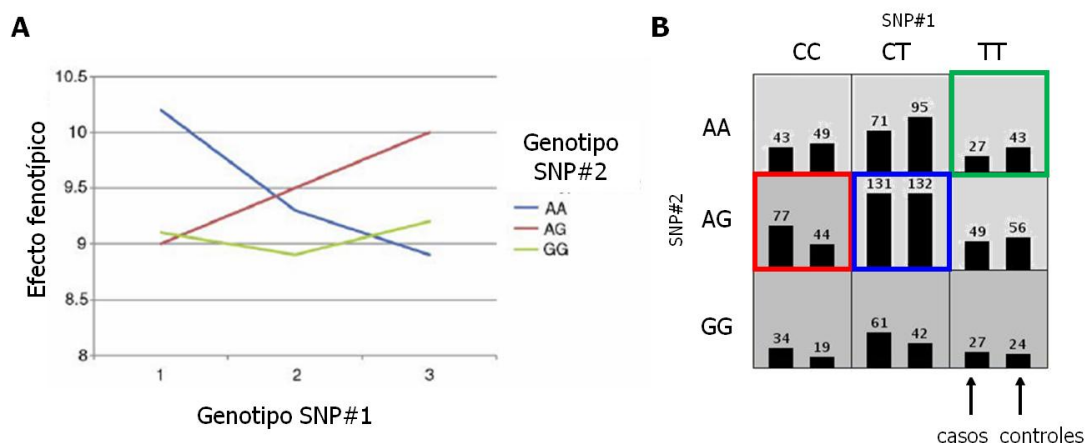 A
10.5
10
9.5
9
8.5
8
1 2 3
Efecto fenotípico
Genotipo SNP#1
Genotipo
SNP#2
AA
AG
GG
B
SNP#1
CC CT TT
SNP#2
AA
43 49 71 95 27 43
AG
77 44 131 132 49 56
GG
34 19 61 42 27 24
casos controles